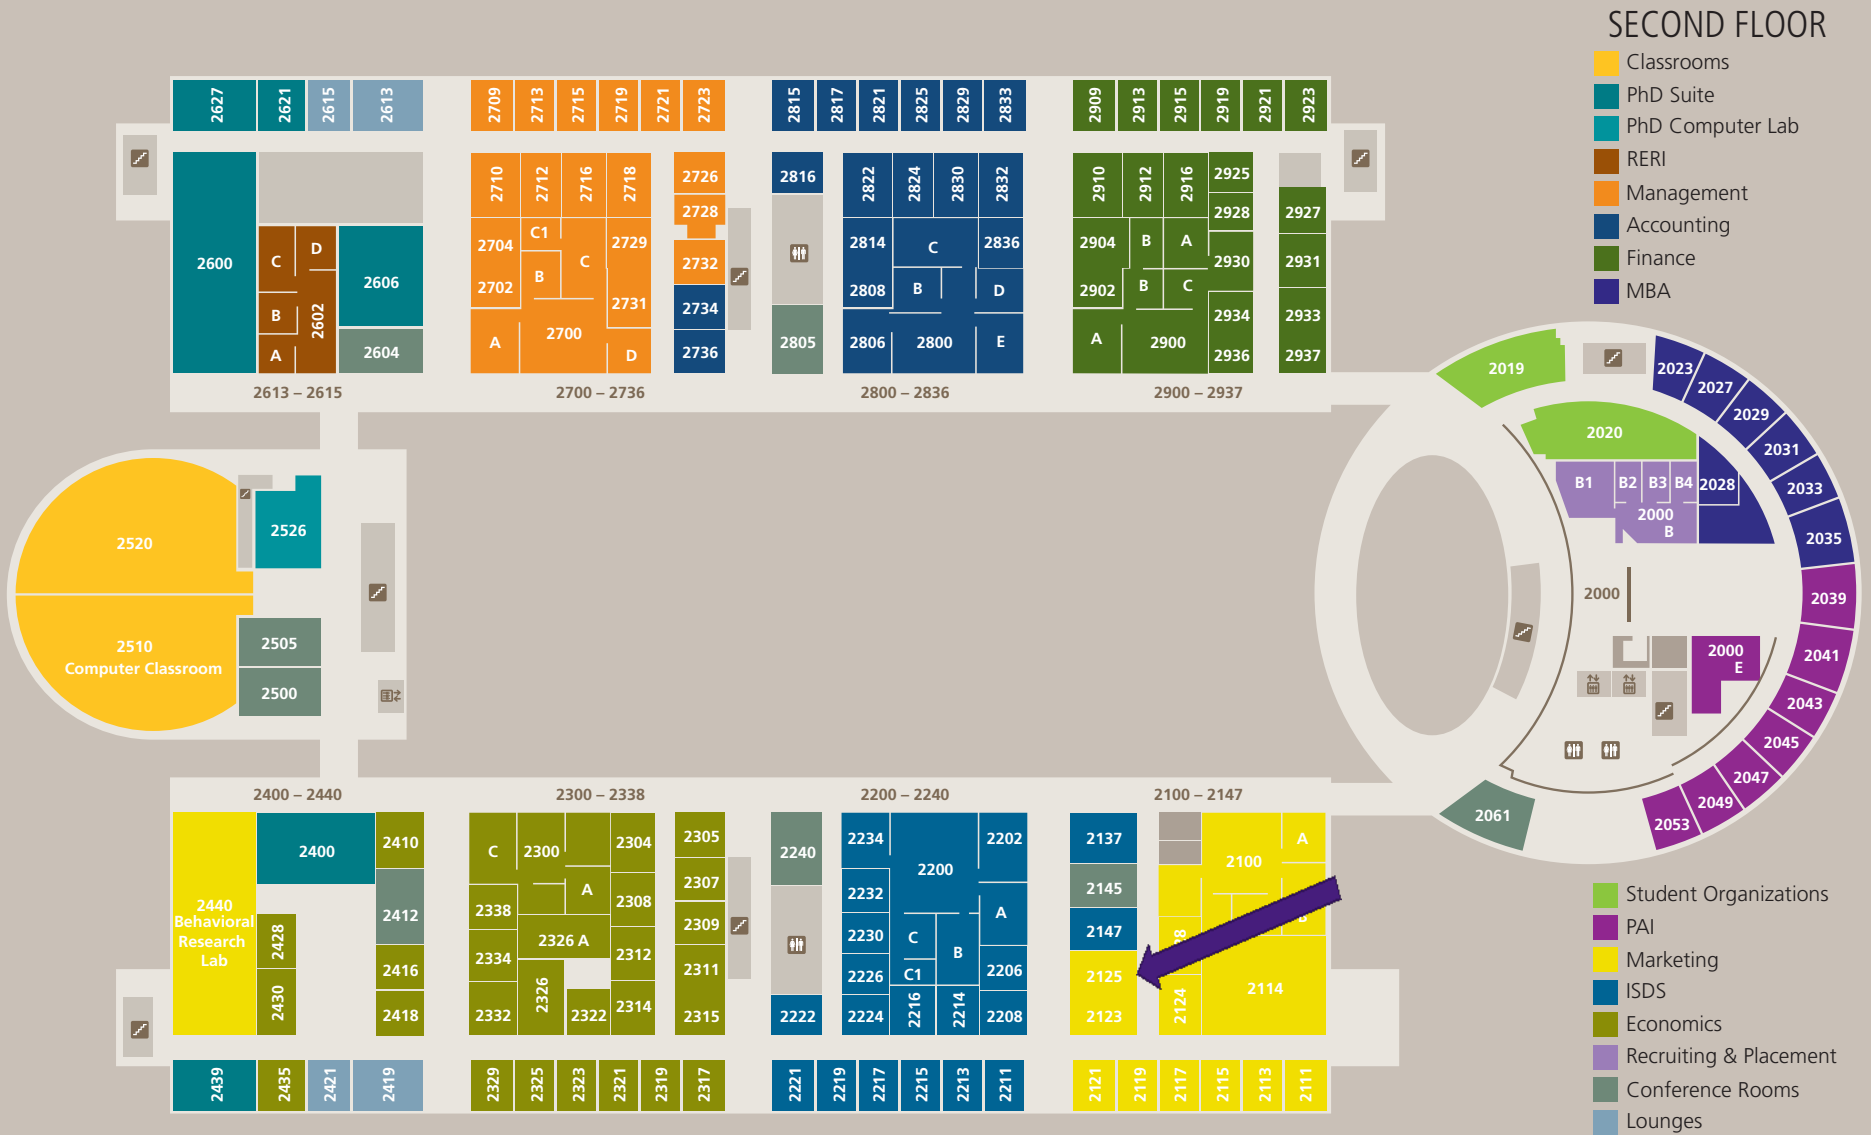 SECOND FLOOR
Classrooms
PhD Suite
PhD Computer Lab
RERI
Management
Accounting
Finance
MBA
2627
2621
2615
2613
2709
2713
2715
2719
2721
2723
2815
2817
2821
2825
2829
2833
2909
2913
2915
2919
2921
2923
2600
C
D
B
A
2602
2606
2604
2710
2712
2716
2718
2704
C1
C
2729
2702
B
2731
A
2700
D
2726
2728
2732
2734
2736
2816
2805
2822
2824
2830
2832
2814
C
2836
2808
B
D
2806
2800
E
2910
2912
2916
2925
2928
2904
B
A
2930
2902
B
C
2934
A
2900
2936
2927
2931
2933
2937
2613 – 2615
2700 – 2736
2800 – 2836
2900 – 2937
2019
2020
2023
2027
2029
2031
2033
2035
B1
B2
B3
B4
2028
2000
B
2000
2039
2041
2043
2045
2047
2049
2053
2000
E
2061
2520
2526
2510
Computer Classroom
2505
2500
2400 – 2440
2300 – 2338
2200 – 2240
2100 – 2147
2440
Behavioral
Research
Lab
2400
2410
2412
2428
2416
2430
2418
C
2300
2304
A
2338
2308
2326 A
2334
2312
2326
2332
2322
2314
2305
2307
2309
2311
2315
2240
2222
2234
2200
2202
2232
A
2230
C
B
2226
C1
2206
2224
2216
2214
2208
2137
2145
2147
2125
2123
2100
A
B
2124
2114
2439
2435
2421
2419
2329
2325
2323
2321
2319
2317
2221
2219
2217
2215
2213
2211
2121
2119
2117
2115
2113
2111
Student Organizations
PAI
Marketing
ISDS
Economics
Recruiting & Placement
Conference Rooms
Lounges